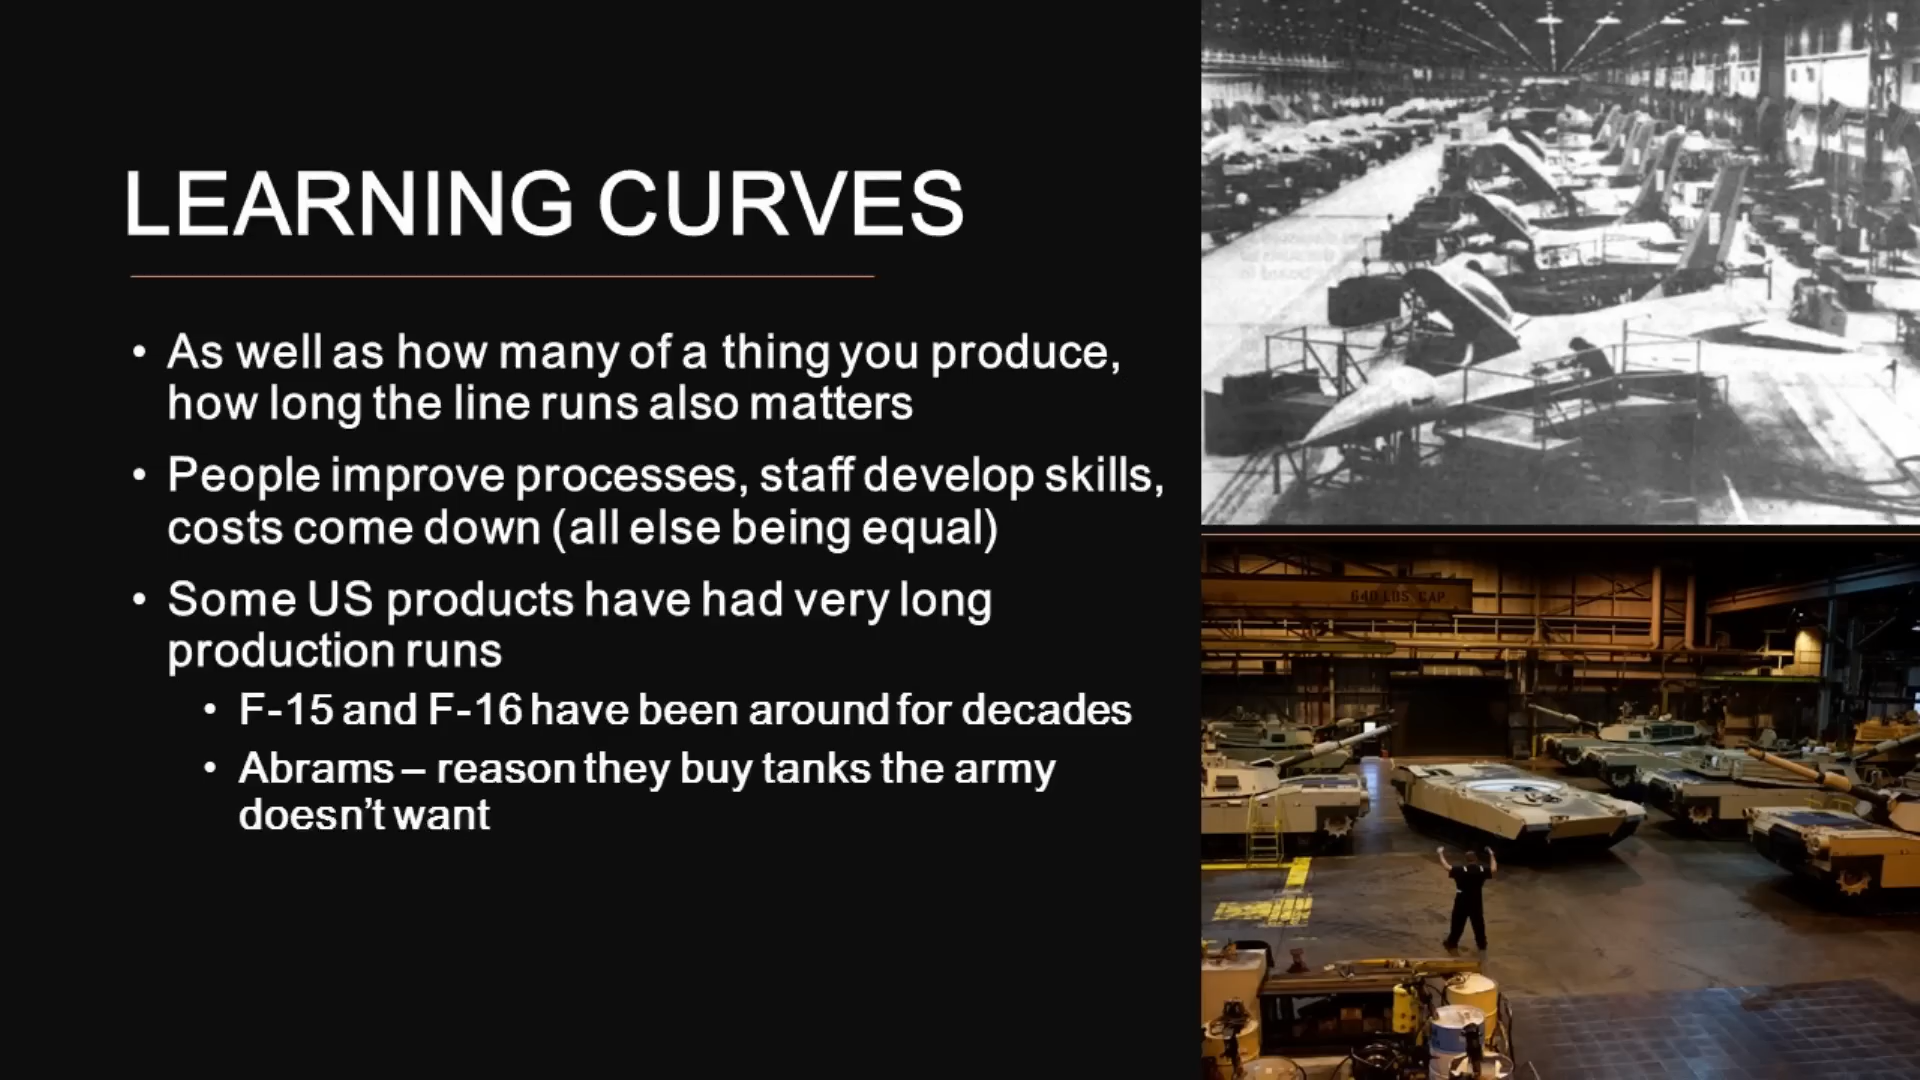 LEARNING CURVES
• As well as how many of a thing you produce,
how long the line runs also matters
• People improve processes, staff develop skills,
costs come down (all else being equal)
• Some US products have had very long
production runs
• F-15 and F-16 have been around for decades
• Abrams – reason they buy tanks the army
doesn’t want
640 LBS. CAP